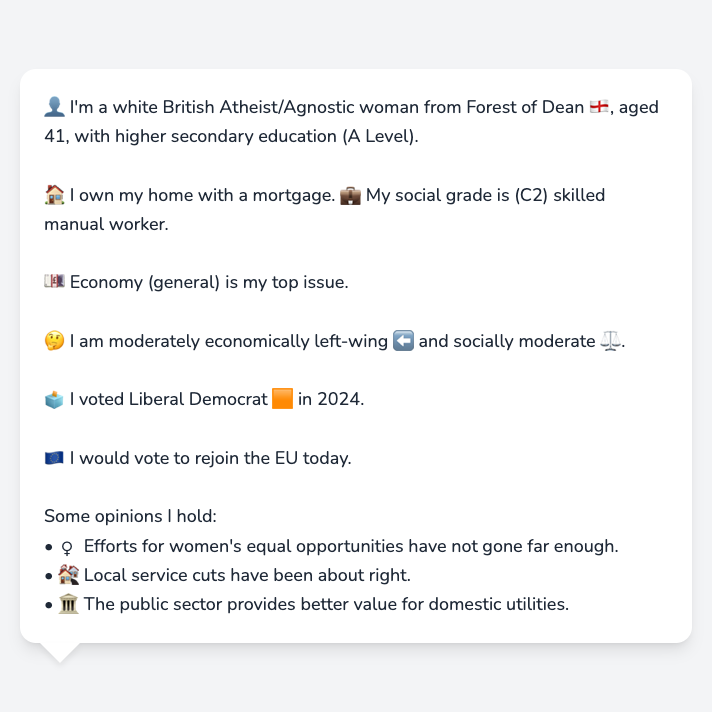 👤 I'm a white British Atheist/Agnostic woman from Forest of Dean 🏴󠁧󠁢󠁥󠁮󠁧󠁿, aged
41, with higher secondary education (A Level).
🏠 I own my home with a mortgage. 💼 My social grade is (C2) skilled
manual worker.
💷 Economy (general) is my top issue.
🤔 I am moderately economically left-wing ⬅️ and socially moderate ⚖️.
🗳️ I voted Liberal Democrat 🟧 in 2024.
🇪🇺 I would vote to rejoin the EU today.
Some opinions I hold:
• ♀️ Efforts for women's equal opportunities have not gone far enough.
• 🏘️ Local service cuts have been about right.
• 🏛️ The public sector provides better value for domestic utilities.